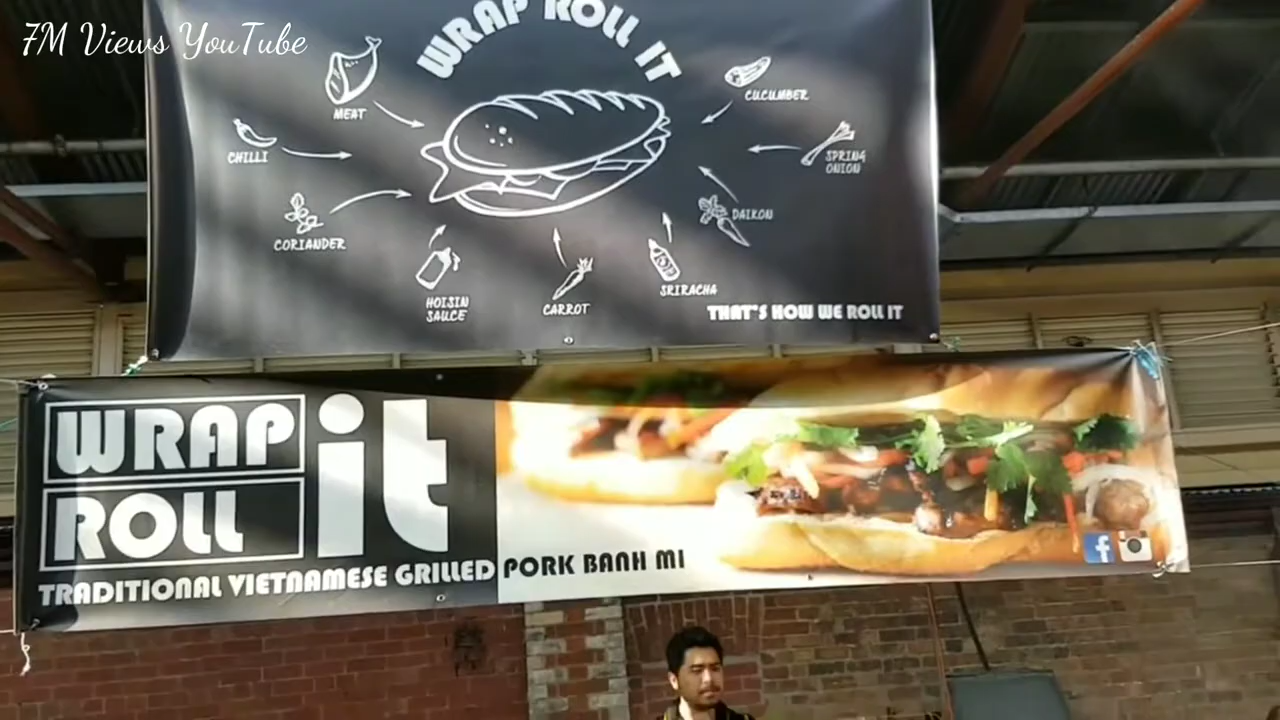 7M Views YouTube
WRAP ROLL IT
MEAT
CUCUMBER
CHILLI
SPRING
ONION
CORIANDER
DAIKON
HOISIN
SAUCE
CARROT
SRIRACHA
THAT'S HOW WE ROLL IT
WRAP
ROLL
it
TRADITIONAL VIETNAMESE GRILLED PORK BANH MI